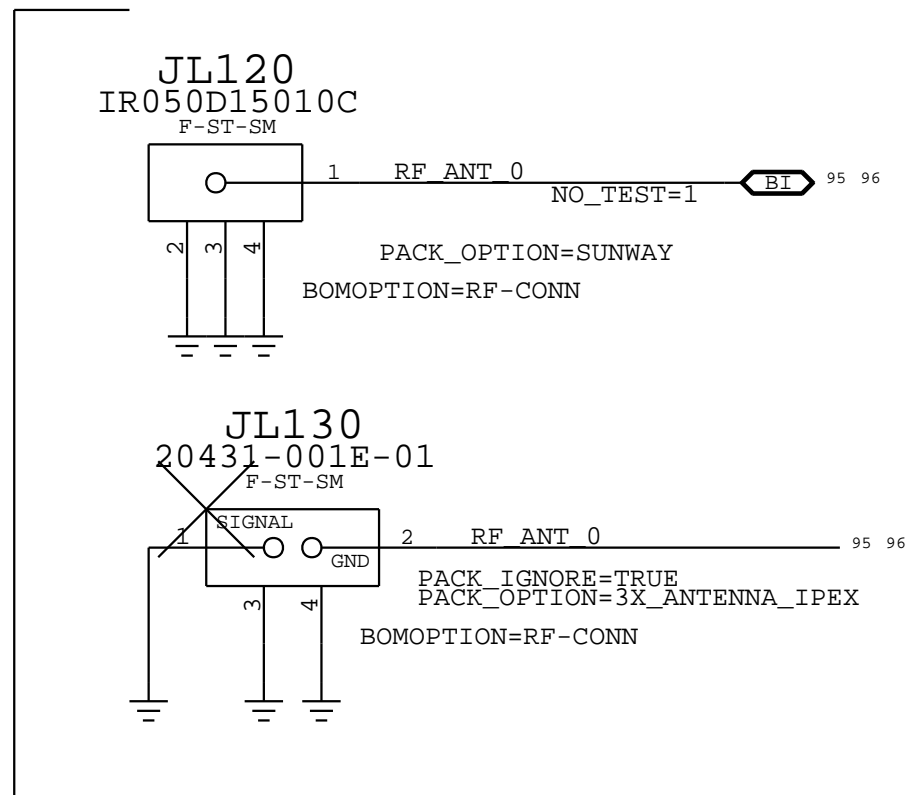 JL120
IR050D15010C
F-ST-SM
1 RF_ANT_0
NO_TEST=1
BI 95 96
2 3 4
PACK_OPTION=SUNWAY
BOMOPTION=RF-CONN
JL130
20431-001E-01
F-ST-SM
SIGNAL
1 2 RF_ANT_0 95 96
GND
PACK_IGNORE=TRUE
PACK_OPTION=3X_ANTENNA_IPEX
3 4
BOMOPTION=RF-CONN